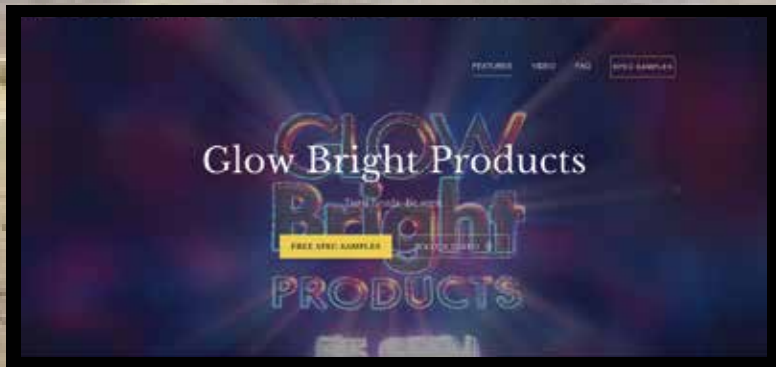 FEATURES VIDEO FAQ SPEC SAMPLES
Glow Bright Products
GLOW
Bright
FREE SPEC SAMPLES
PRODUCTS